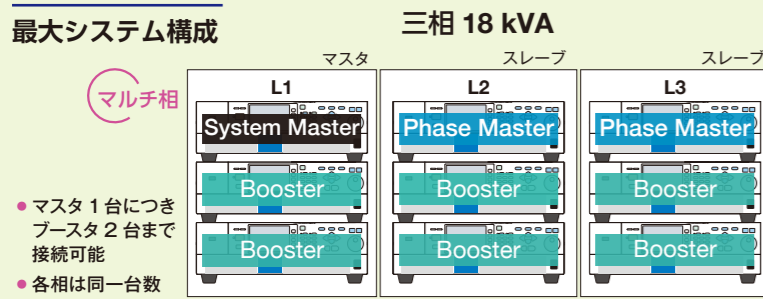 最大システム構成
三相 18 kVA
マスタ
スレーブ
スレーブ
マルチ相
L1
L2
L3
System Master
Phase Master
Phase Master
Booster
Booster
Booster
Booster
Booster
Booster
● マスタ 1 台につき
ブースタ 2 台まで
接続可能
● 各相は同一台数